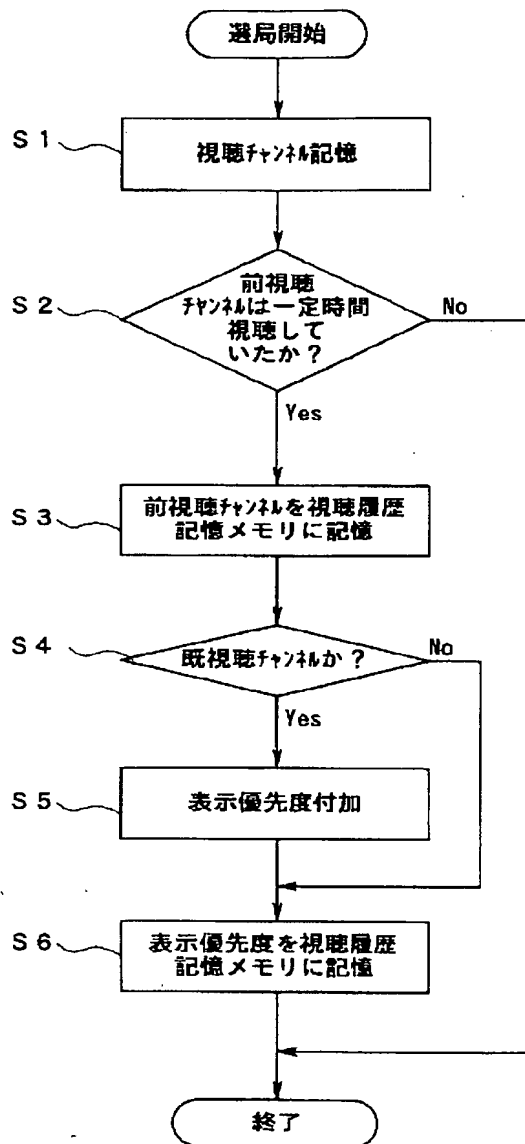 選局開始
S1
視聴ﾁｬﾝﾈﾙ記憶
S2
前視聴
ﾁｬﾝﾈﾙは一定時間
視聴して
いたか？
No
Yes
S3
前視聴ﾁｬﾝﾈﾙを視聴履歴
記憶メモリに記憶
S4
既視聴ﾁｬﾝﾈﾙか？
No
Yes
S5
表示優先度付加
S6
表示優先度を視聴履歴
記憶メモリに記憶
終了